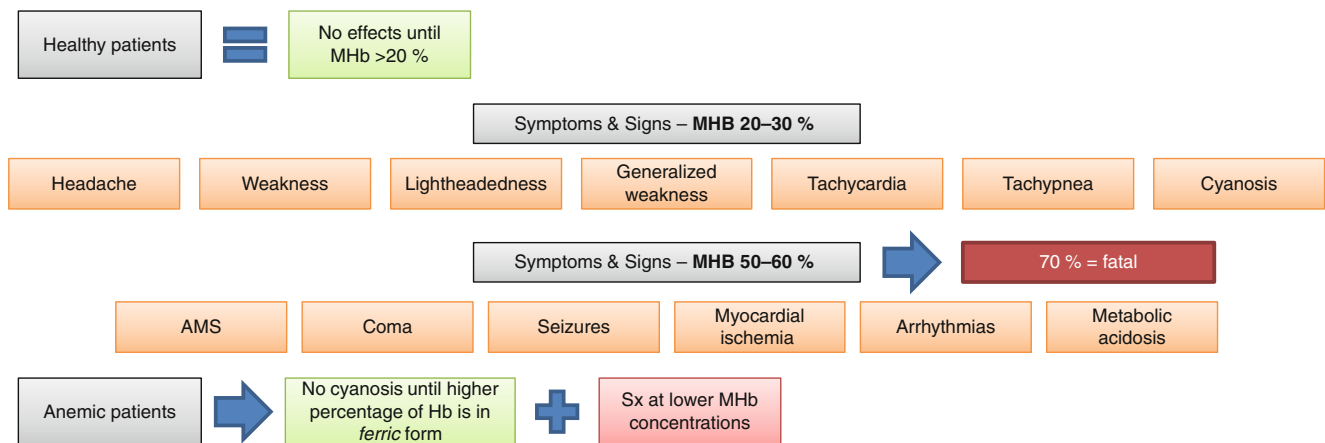 Healthy patients
No effects until
MHb >20 %
Symptoms & Signs – MHB 20–30 %
Headache
Weakness
Lightheadedness
Generalized
weakness
Tachycardia
Tachypnea
Cyanosis
Symptoms & Signs – MHB 50–60 %
70 % = fatal
AMS
Coma
Seizures
Myocardial
ischemia
Arrhythmias
Metabolic
acidosis
Anemic patients
No cyanosis until higher
percentage of Hb is in
ferric form
Sx at lower MHb
concentrations